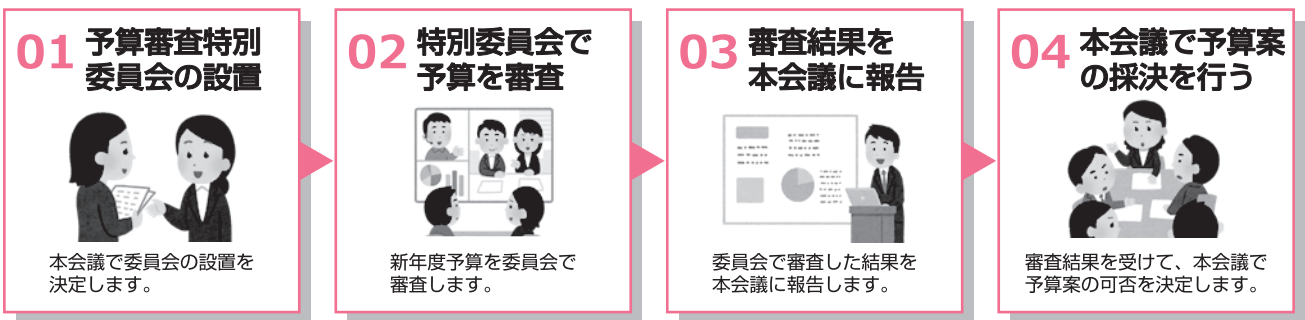 01 予算審査特別
委員会の設置
本会議で委員会の設置を
決定します。
02 特別委員会で
予算を審査
新年度予算を委員会で
審査します。
03 審査結果を
本会議に報告
委員会で審査した結果を
本会議に報告します。
04 本会議で予算案
の採決を行う
審査結果を受けて、本会議で
予算案の可否を決定します。